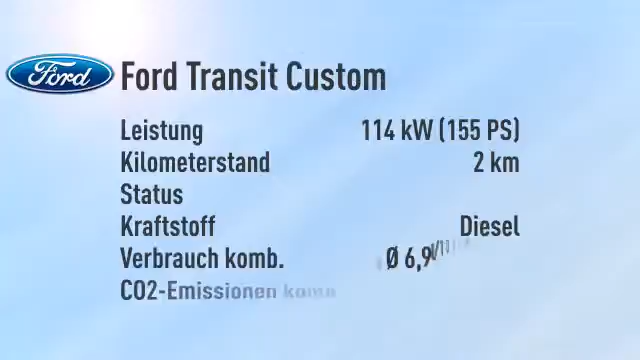 Ford Ford Transit Custom
Leistung 114 kW (155 PS)
Kilometerstand 2 km
Status
Kraftstoff Diesel
Verbrauch komb. Ø 6,9
CO2-Emissionen